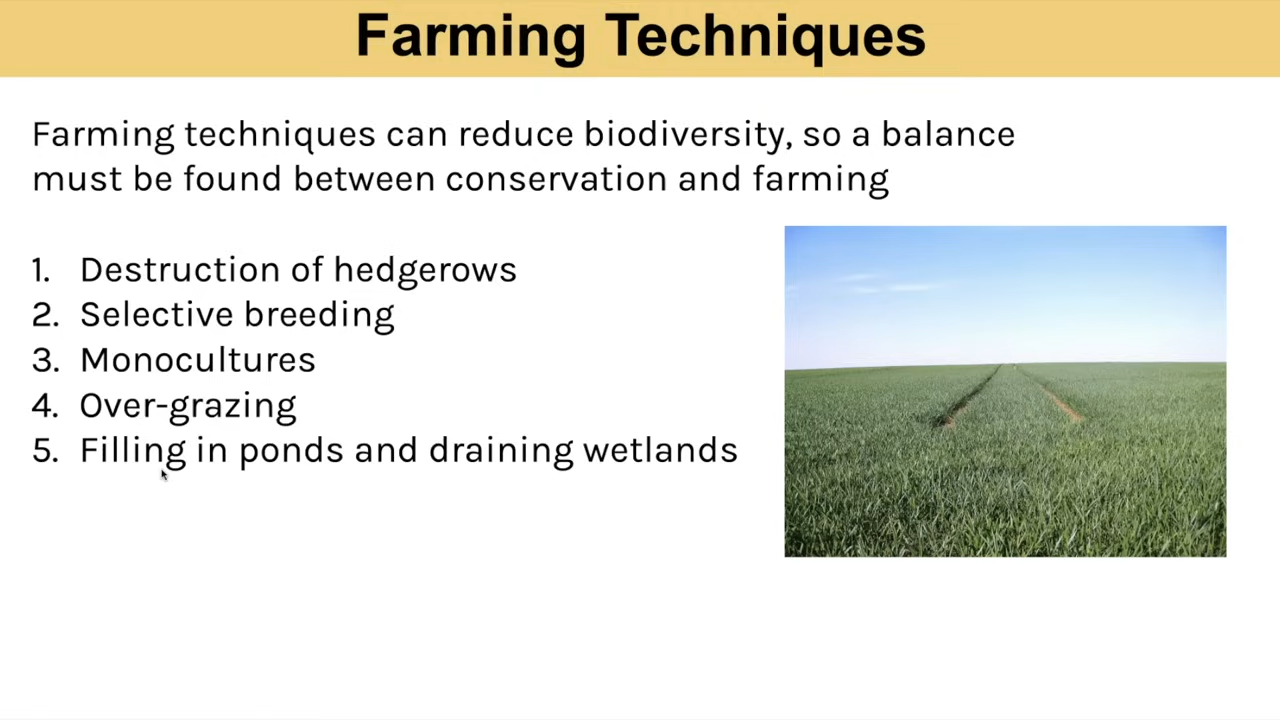 Farming Techniques
Farming techniques can reduce biodiversity, so a balance
must be found between conservation and farming
1. Destruction of hedgerows
2. Selective breeding
3. Monocultures
4. Over-grazing
5. Filling in ponds and draining wetlands